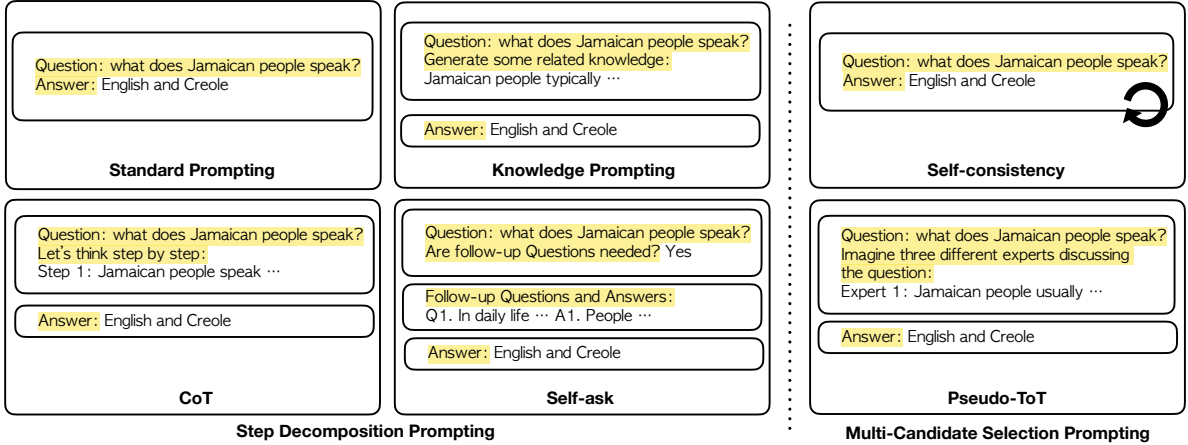 Question: what does Jamaican people speak?
Answer: English and Creole
Standard Prompting
Question: what does Jamaican people speak?
Generate some related knowledge:
Jamaican people typically ⋯
Answer: English and Creole
Knowledge Prompting
Question: what does Jamaican people speak?
Answer: English and Creole
Self-consistency
Question: what does Jamaican people speak?
Let's think step by step:
Step 1: Jamaican people speak ⋯
Answer: English and Creole
CoT
Question: what does Jamaican people speak?
Are follow-up Questions needed? Yes
Follow-up Questions and Answers:
Q1. In daily life ⋯ A1. People ⋯
Answer: English and Creole
Self-ask
Question: what does Jamaican people speak?
Imagine three different experts discussing
the question:
Expert 1: Jamaican people usually ⋯
Answer: English and Creole
Pseudo-ToT
Step Decomposition Prompting
Multi-Candidate Selection Prompting